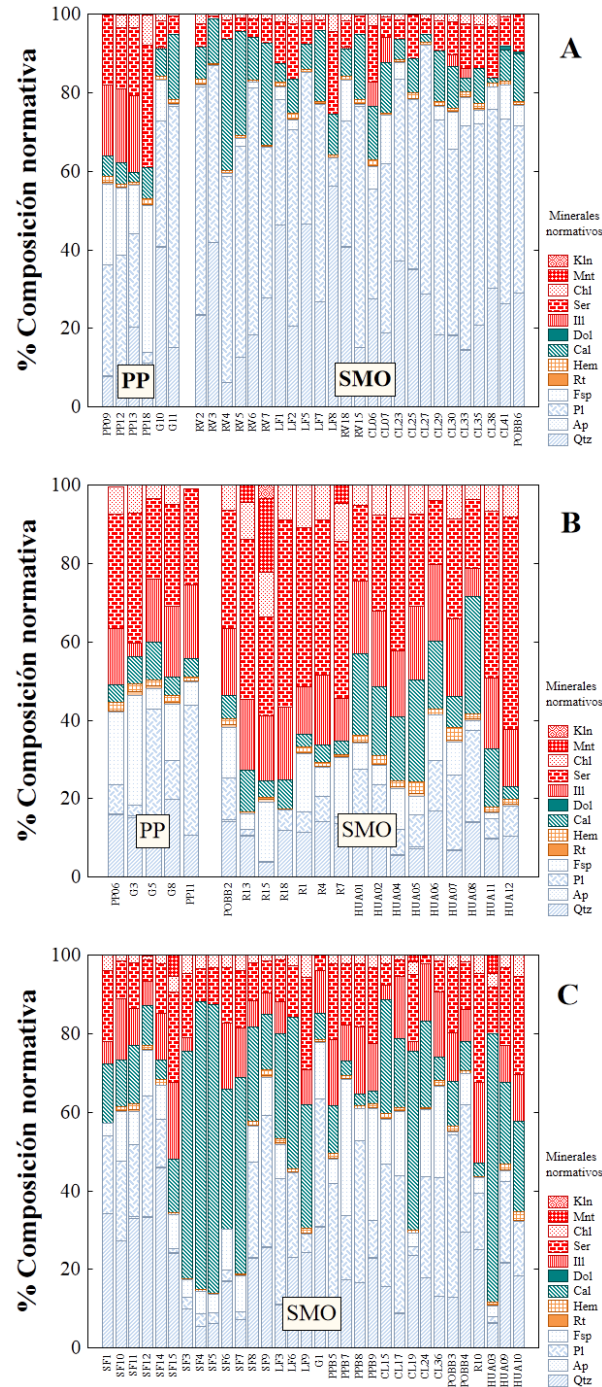 A
% Composición normativa
100
80
60
40
20
0
PP
SMO
PP09 PP12 PP13 PP18 G10 G11 RV2 RV3 RV4 RV5 RV6 RV7 LF1 LF2 LF5 LF7 LF8 RV18 RV15 CL06 CL07 CL23 CL25 CL27 CL29 CL30 CL33 CL35 CL38 CL41 POBB6
Minerales
normativos
Kln
Mnt
Chl
Ser
Ill
Dol
Cal
Hem
Rt
Fsp
Pl
Ap
Qtz
B
% Composición normativa
100
80
60
40
20
0
PP
SMO
PP06 G3 G5 G8 PP11 POBB2 R13 R15 R18 R1 R4 R7 HUA01 HUA02 HUA04 HUA05 HUA06 HUA07 HUA08 HUA11 HUA12
Minerales
normativos
Kln
Mnt
Chl
Ser
Ill
Dol
Cal
Hem
Rt
Fsp
Pl
Ap
Qtz
C
% Composición normativa
100
80
60
40
20
0
SMO
SF1 SF10 SF11 SF12 SF14 SF15 SF3 SF4 SF5 SF6 SF7 SF8 SF9 LF3 LF6 LF9 G1 PPB5 PPB7 PPB8 PPB9 CL15 CL17 CL19 CL24 CL36 POBB3 POBB4 R10 HUA03 HUA09 HUA10
Minerales
normativos
Kln
Mnt
Chl
Ser
Ill
Dol
Cal
Hem
Rt
Fsp
Pl
Ap
Qtz